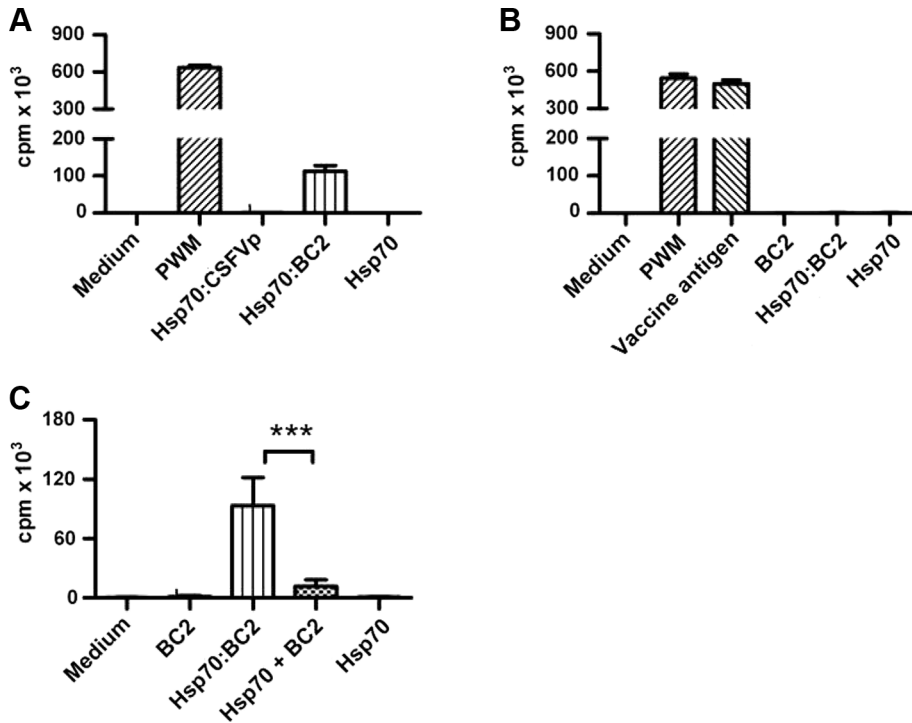 A
cpm x 10³
900
600
300
200
100
0
Medium
PWM
Hsp70:CSFVp
Hsp70:BC2
Hsp70
B
cpm x 10³
900
600
300
200
100
0
Medium
PWM
Vaccine antigen
BC2
Hsp70:BC2
Hsp70
C
cpm x 10³
180
120
60
0
***
Medium
BC2
Hsp70:BC2
Hsp70 + BC2
Hsp70